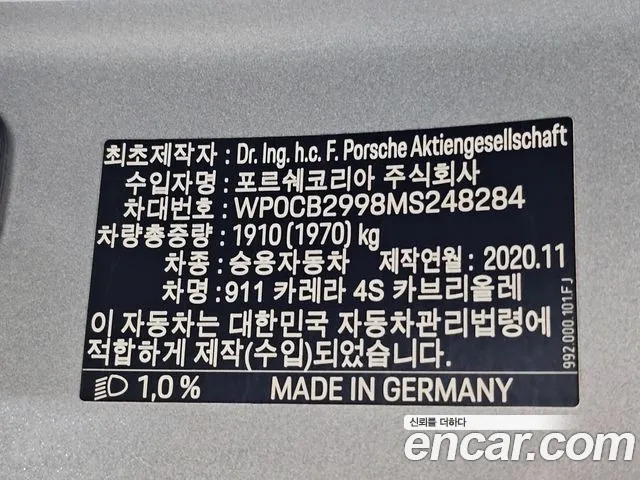 최초제작자 : Dr. Ing. h.c. F. Porsche Aktiengesellschaft
수입자명 : 포르쉐코리아 주식회사
차대번호 : WP0CB2998MS248284
차량총중량 : 1910 (1970) kg
차종 : 승용자동차 제작연월 : 2020.11
차명 : 911 카레라 4S 카브리올레
이 자동차는 대한민국 자동차관리법령에
적합하게 제작(수입)되었습니다.
1,0 % MADE IN GERMANY
992.000.101.FJ
신뢰를 더하다
encar.com